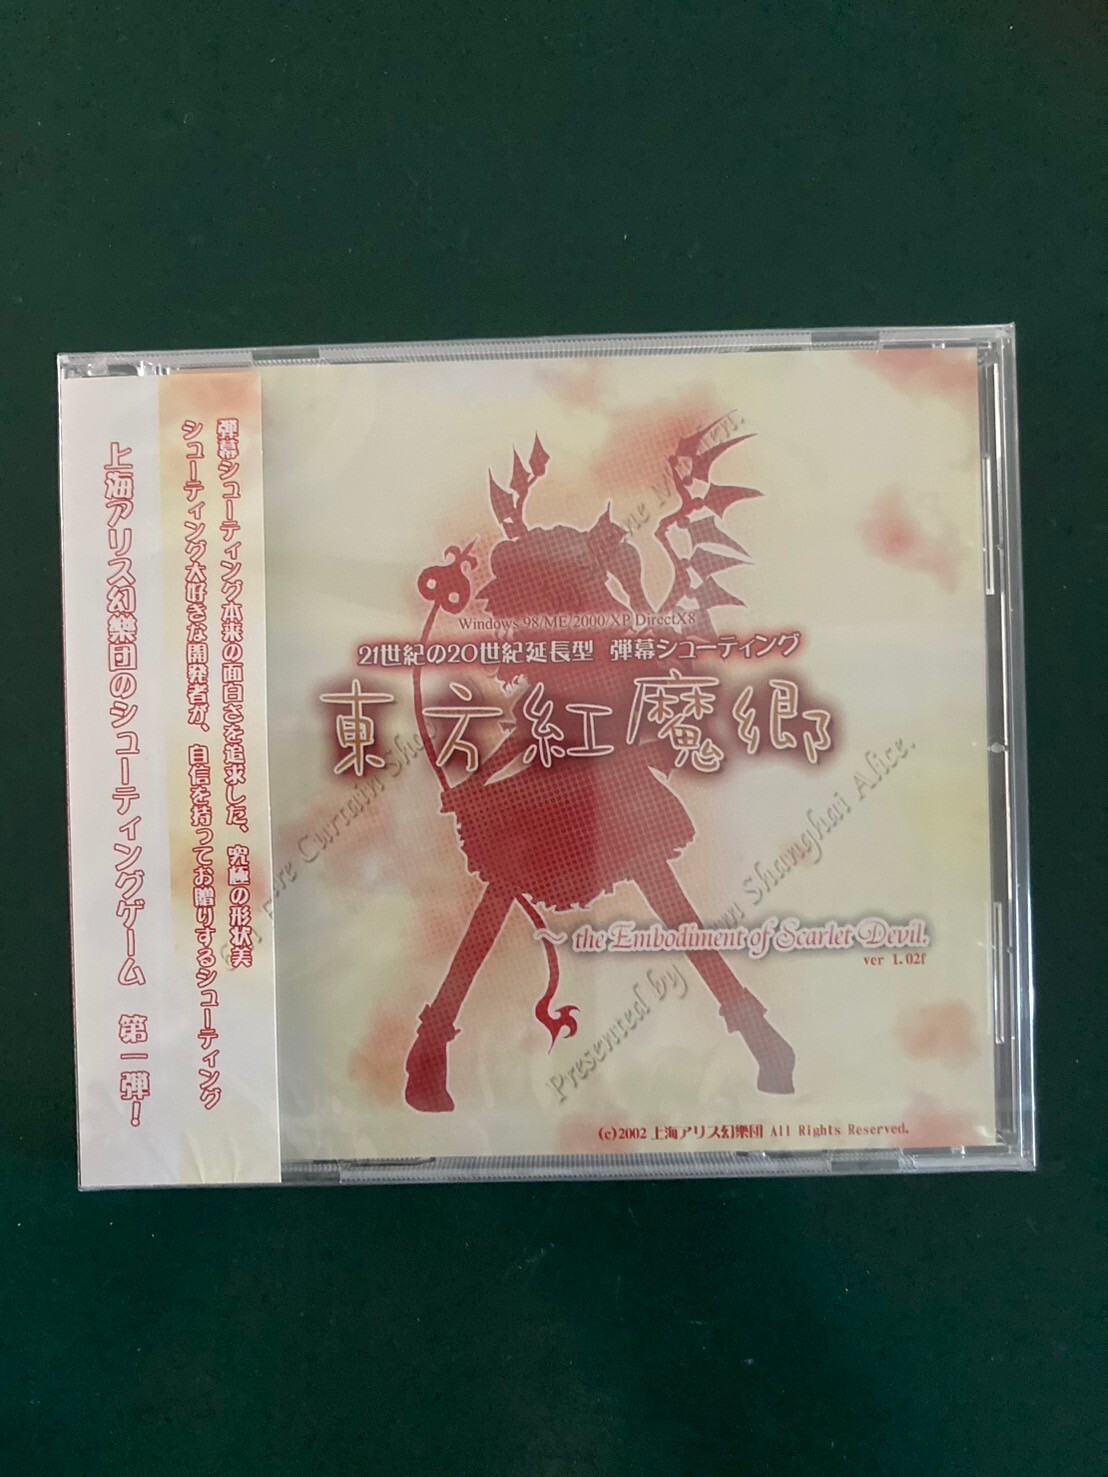 弾幕シューティング本来の面白さを追求した、究極の形状美
シューティング大好きな開発者が、自信を持ってお贈りするシューティング
上海アリス幻樂団のシューティングゲーム 第一弾！
Windows 98/ME/2000/XP DirectX8
21世紀の20世紀延長型 弾幕シューティング
東方紅魔郷
～ the Embodiment of Scarlet Devil.
ver 1.02f
Curtain
Presented by
Shanghai Alice.
(c)2002 上海アリス幻樂団 All Rights Reserved.